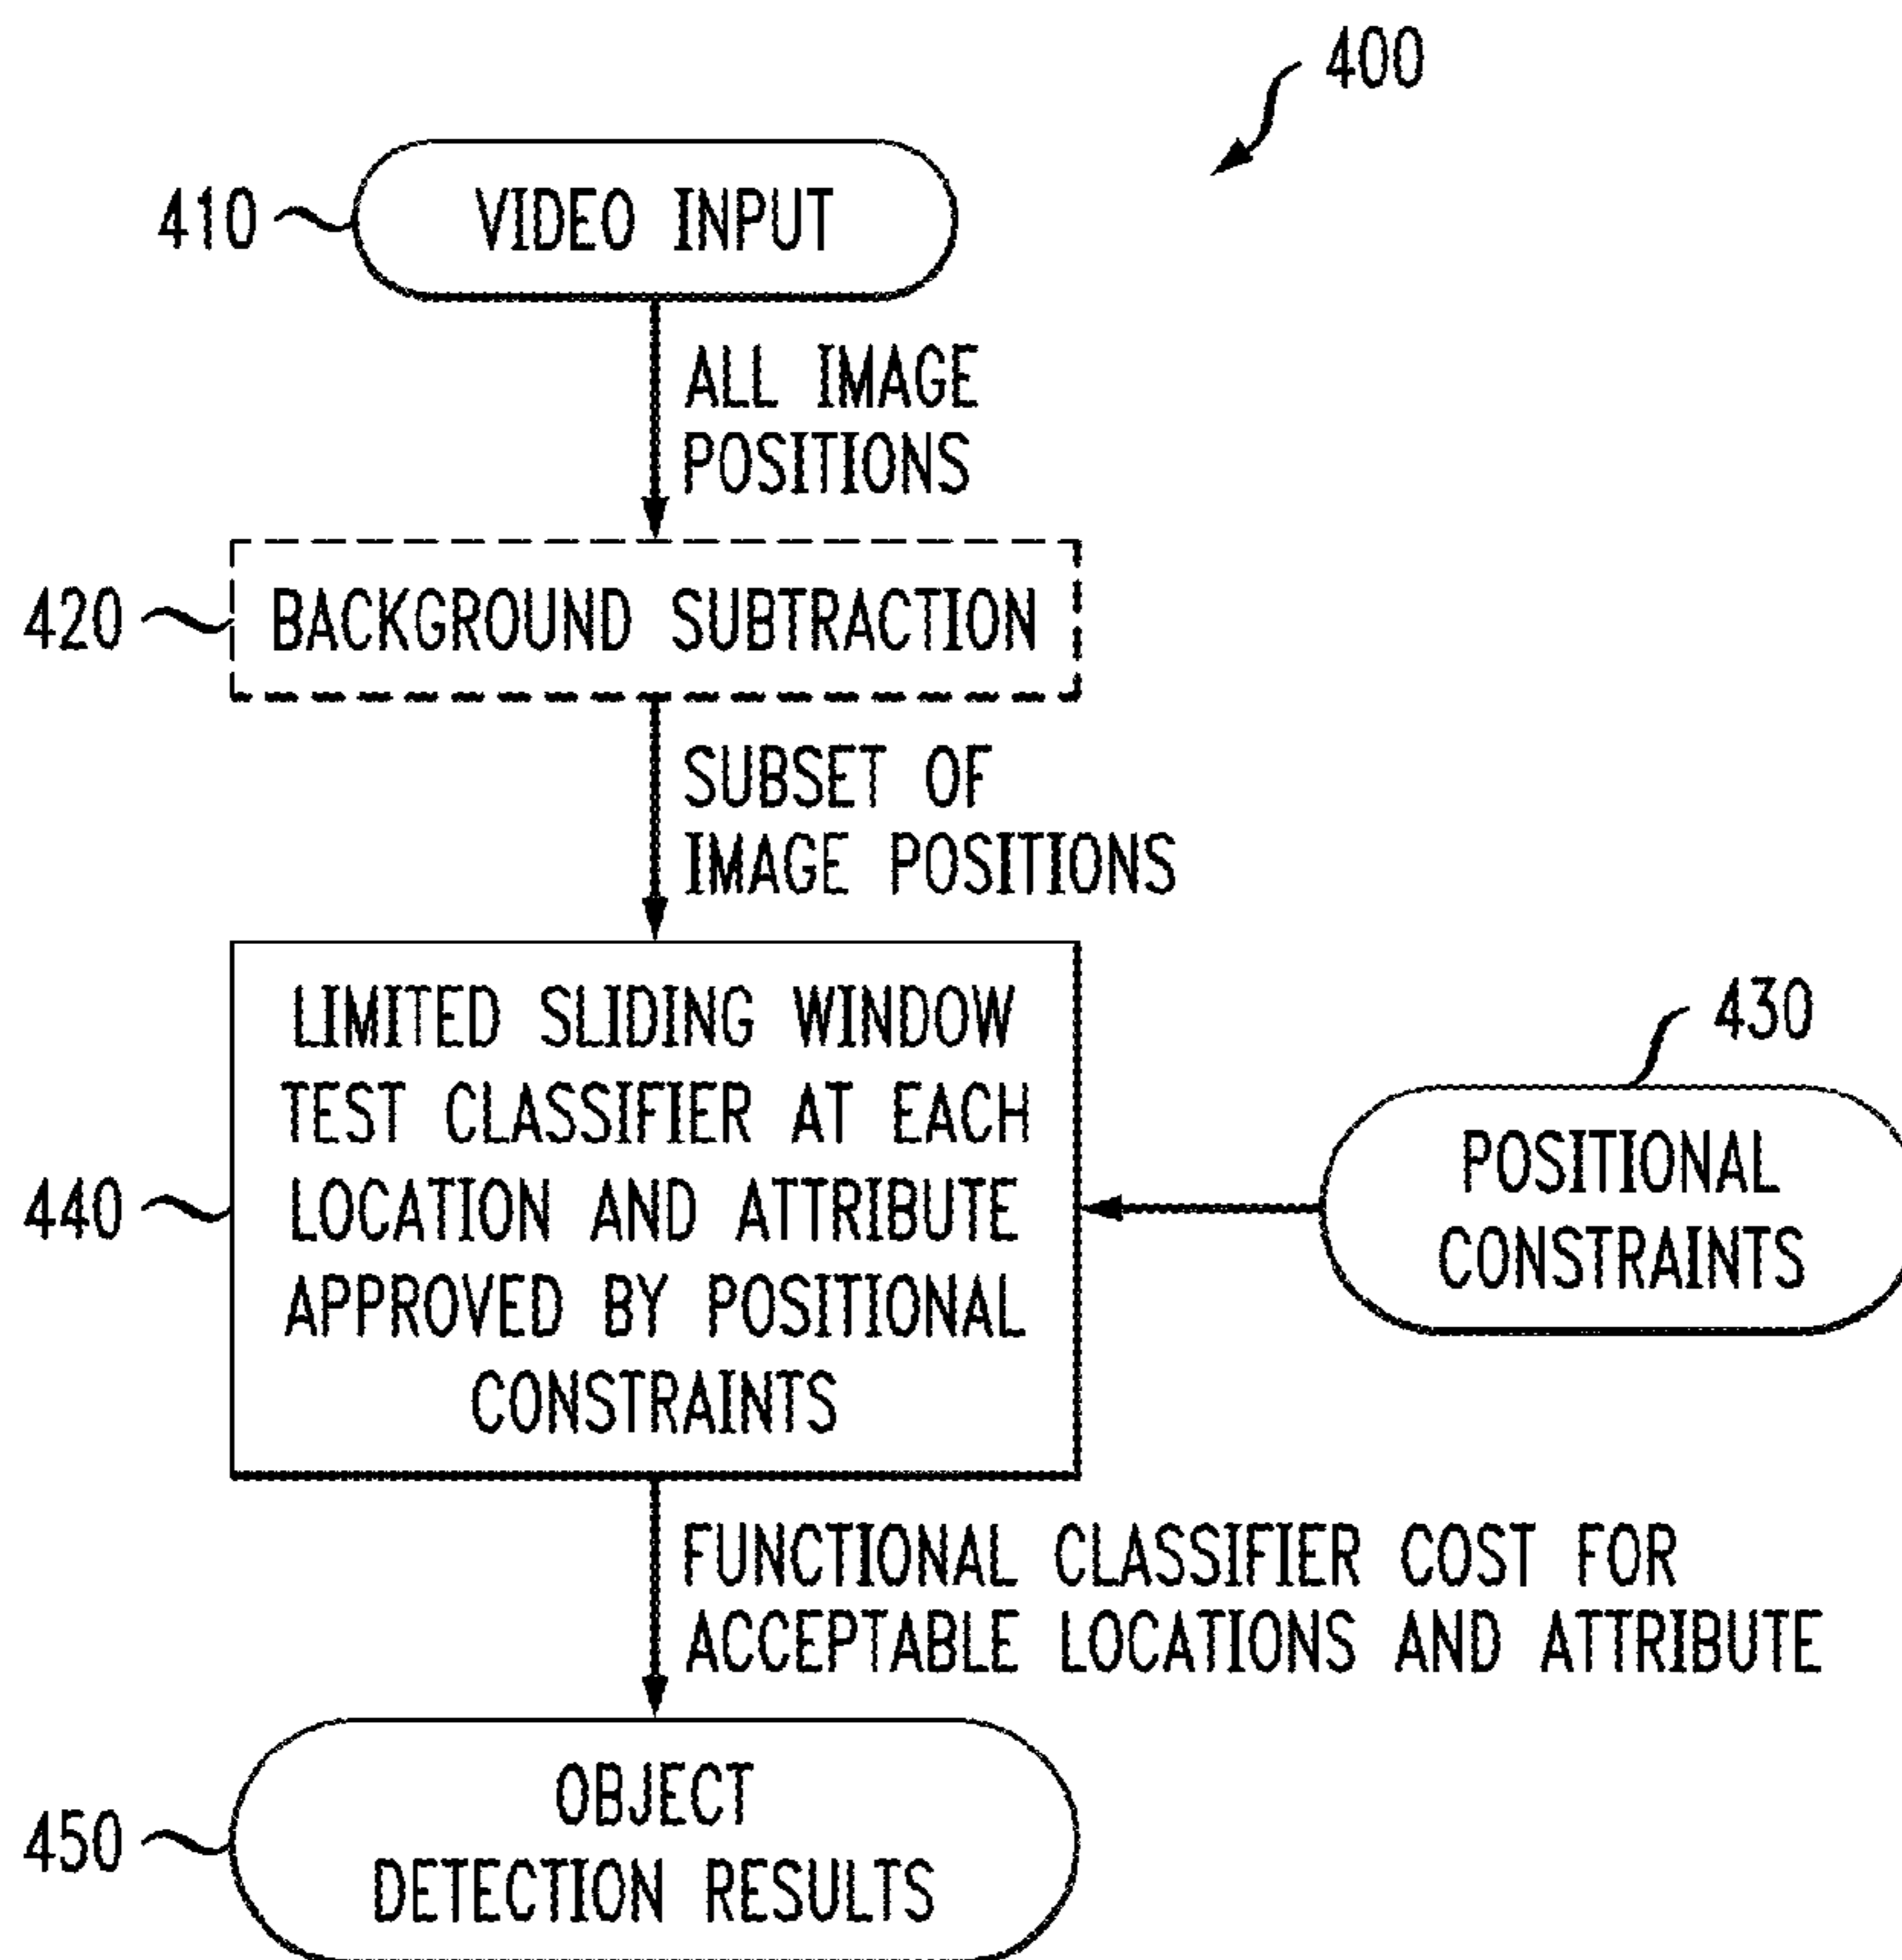 400
410
VIDEO INPUT
ALL IMAGE
POSITIONS
420
BACKGROUND SUBTRACTION
SUBSET OF
IMAGE POSITIONS
440
LIMITED SLIDING WINDOW
TEST CLASSIFIER AT EACH
LOCATION AND ATTRIBUTE
APPROVED BY POSITIONAL
CONSTRAINTS
430
POSITIONAL
CONSTRAINTS
FUNCTIONAL CLASSIFIER COST FOR
ACCEPTABLE LOCATIONS AND ATTRIBUTE
450
OBJECT
DETECTION RESULTS